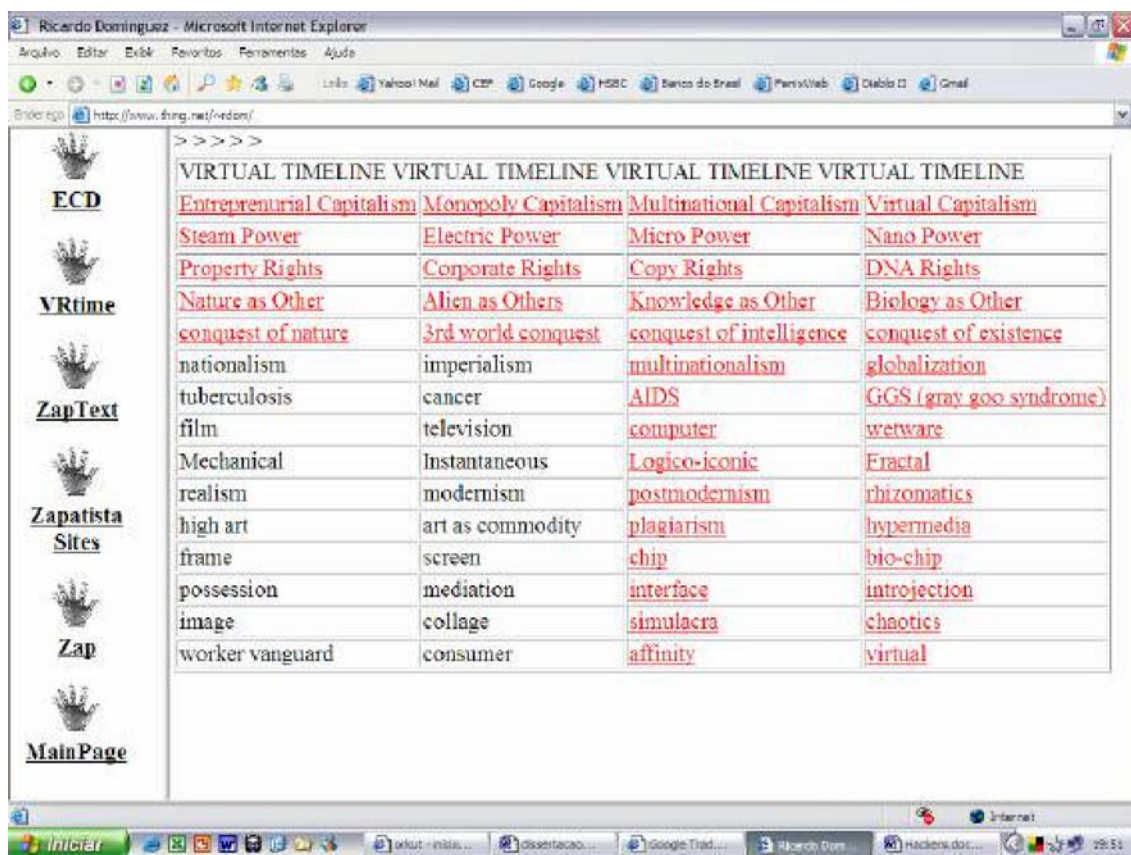 Ricardo Dominguez - Microsoft Internet Explorer
Arquivo Editar Exibir Favoritos Ferramentas Ajuda
Links Yahoo! Mail CEP Google HSBC Banco do Brasil Diablo II Gmail
Endereço http://www.thing.net/~rdom/
ECD
VRtime
ZapText
Zapatista
Sites
Zap
MainPage
> > > > >
VIRTUAL TIMELINE VIRTUAL TIMELINE VIRTUAL TIMELINE VIRTUAL TIMELINE
Entreprenurial Capitalism Monopoly Capitalism Multinational Capitalism Virtual Capitalism
Steam Power Electric Power Micro Power Nano Power
Property Rights Corporate Rights Copy Rights DNA Rights
Nature as Other Alien as Others Knowledge as Other Biology as Other
conquest of nature 3rd world conquest conquest of intelligence conquest of existence
nationalism imperialism multinationalism globalization
tuberculosis cancer AIDS GGS (gray goo syndrome)
film television computer wetware
Mechanical Instantaneous Logico-iconic Fractal
realism modernism postmodernism rhizomatics
high art art as commodity plagiarism hypermedia
frame screen chip bio-chip
possession mediation interface introjection
image collage simulacra chaotics
worker vanguard consumer affinity virtual
Internet
Iniciar orkut - início... dissertacao... Google Trad... Ricardo Dom... Hackers.doc... 19:51